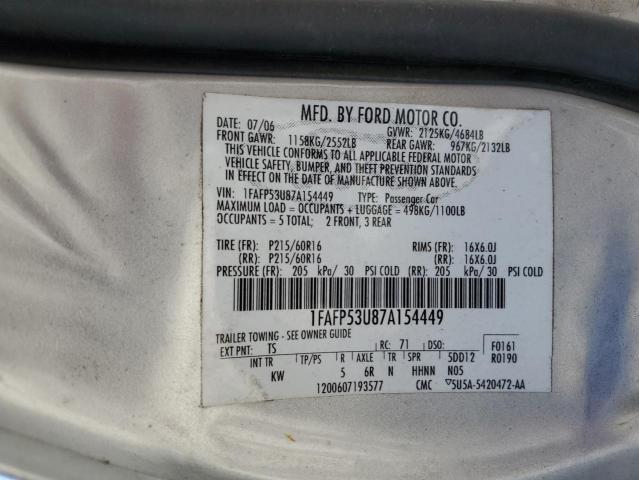 MFD. BY FORD MOTOR CO.
DATE: 07/06 GVWR: 2125KG/4684LB
FRONT GAWR: 1158KG/2552LB REAR GAWR: 967KG/2132LB
THIS VEHICLE CONFORMS TO ALL APPLICABLE FEDERAL MOTOR
VEHICLE SAFETY, BUMPER, AND THEFT PREVENTION STANDARDS
IN EFFECT ON THE DATE OF MANUFACTURE SHOWN ABOVE.
VIN: 1FAFP53U87A154449 TYPE: Passenger Car
MAXIMUM LOAD = OCCUPANTS + LUGGAGE = 498KG/1100LB
OCCUPANTS = 5 TOTAL; 2 FRONT, 3 REAR
TIRE (FR): P215/60R16 RIMS (FR): 16X6.0J
(RR): P215/60R16 (RR): 16X6.0J
PRESSURE (FR): 205 kPa/ 30 PSI COLD (RR): 205 kPa/ 30 PSI COLD
1FAFP53U87A154449
TRAILER TOWING - SEE OWNER GUIDE
EXT PNT: TS RC: 71 DSO: F0161
INT TR TP/PS R AXLE TR SPR 5DD12 R0190
KW 5 6R N HHNN N05
1200607193577 CMC ▽5U5A-5420472-AA